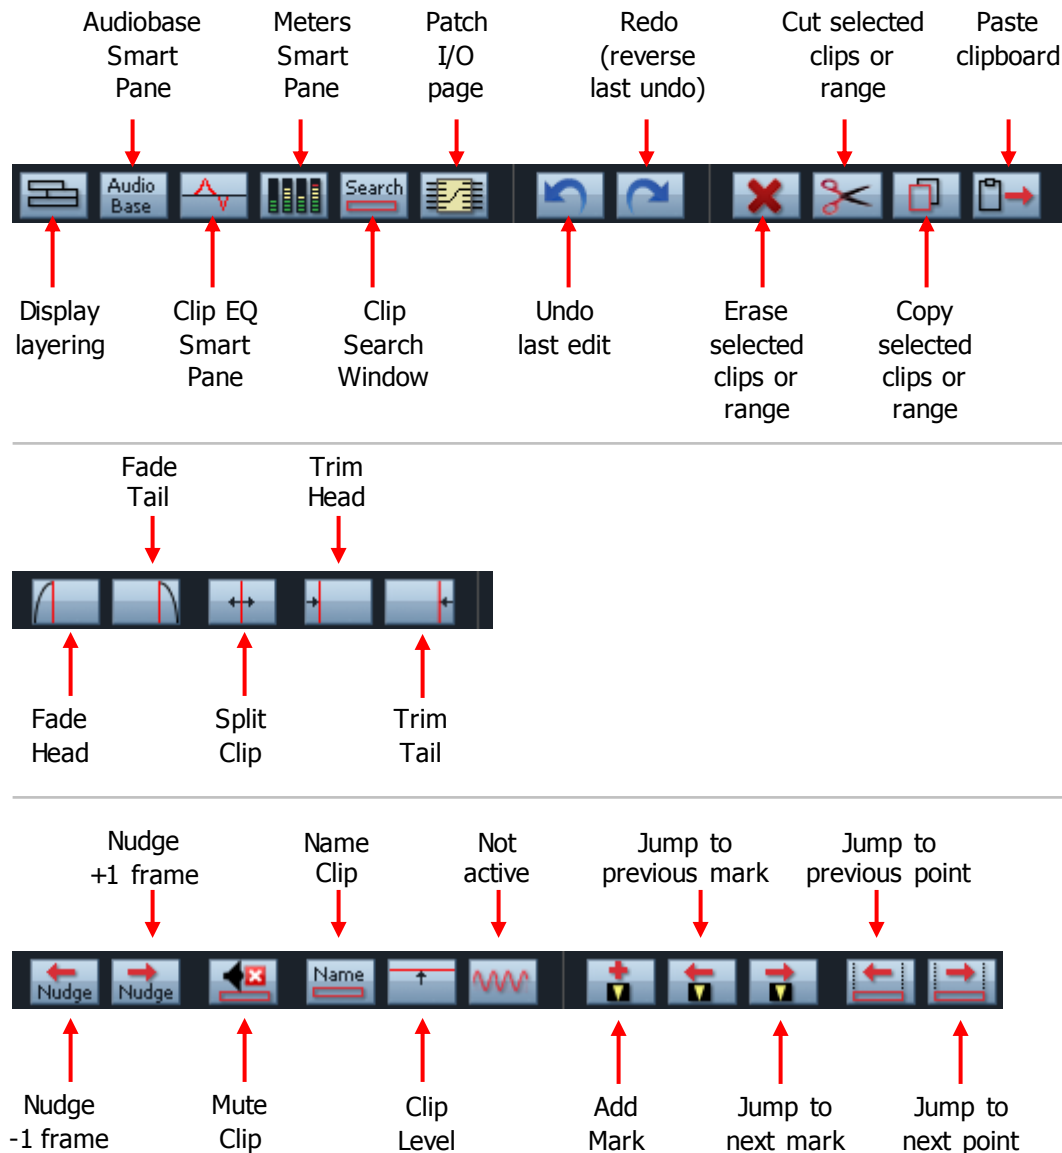 Audiobase
Smart
Pane
Meters
Smart
Pane
Patch
I/O
page
Redo
(reverse
last undo)
Cut selected
clips or
range
Paste
clipboard
Audio
Base
Search
Display
layering
Clip EQ
Smart
Pane
Clip
Search
Window
Undo
last edit
Erase
selected
clips or
range
Copy
selected
clips or
range
Fade
Tail
Trim
Head
Fade
Head
Split
Clip
Trim
Tail
Nudge
+1 frame
Name
Clip
Not
active
Jump to
previous mark
Jump to
previous point
Nudge
Nudge
Name
Nudge
-1 frame
Mute
Clip
Clip
Level
Add
Mark
Jump to
next mark
Jump to
next point